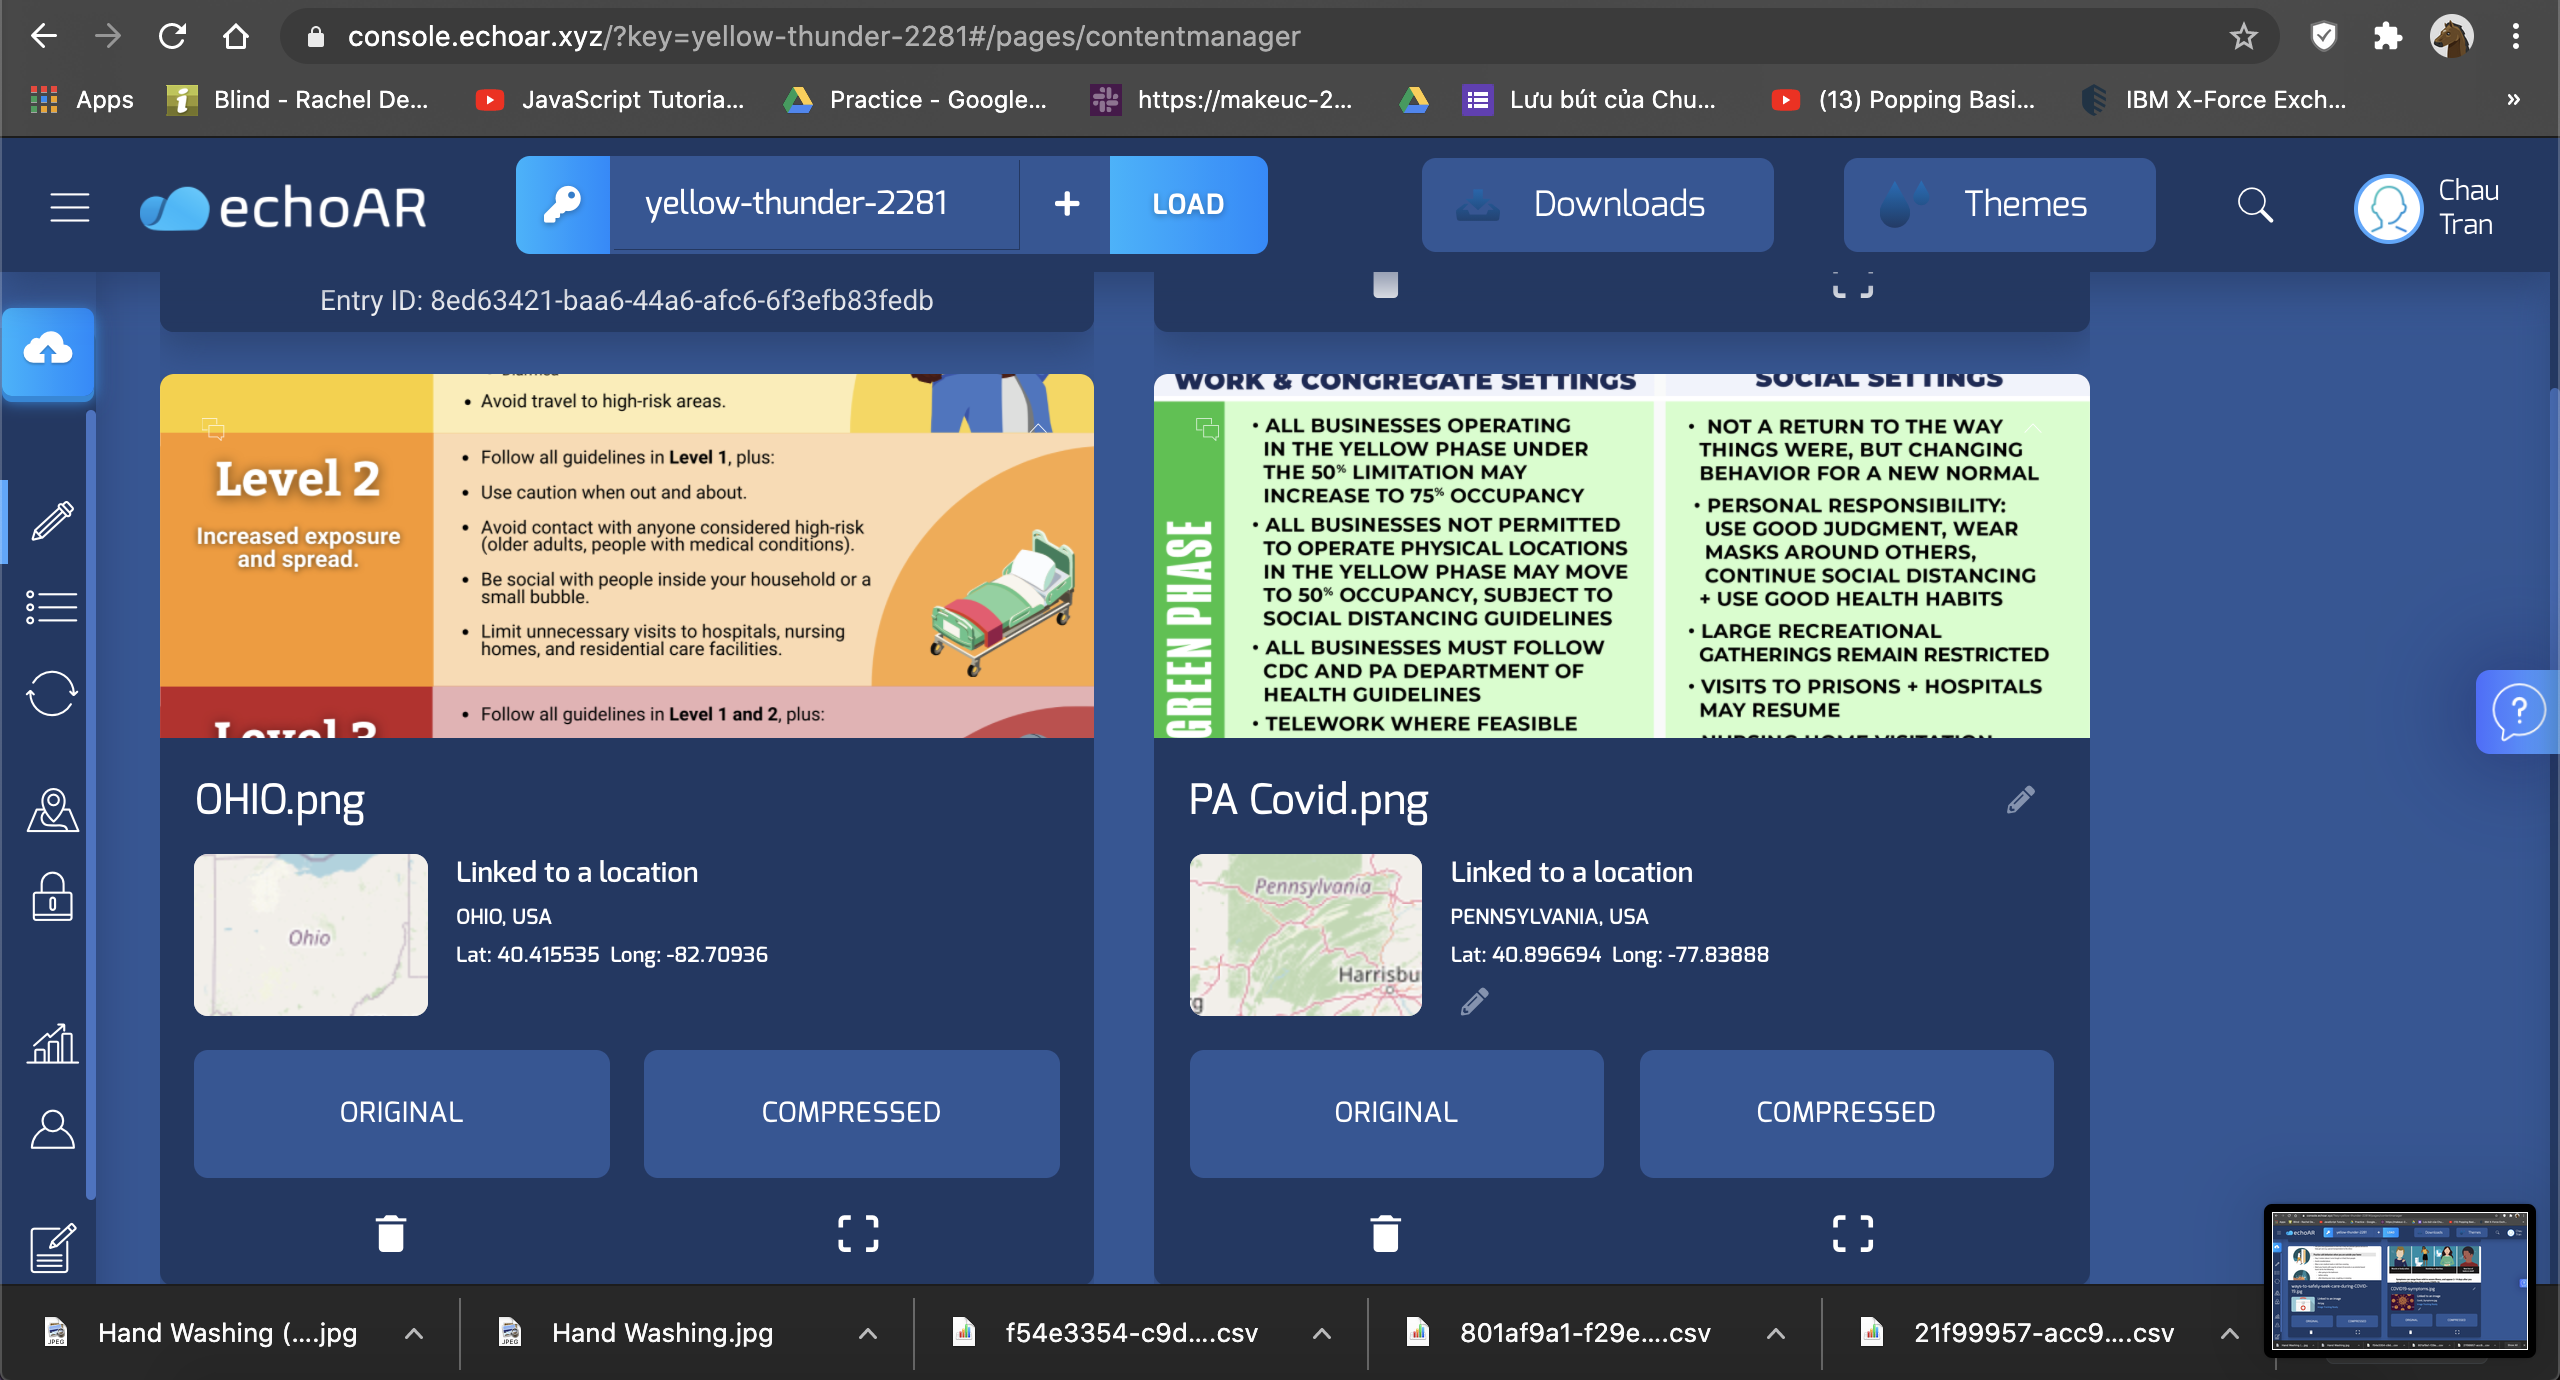 console.echoar.xyz/?key=yellow-thunder-2281#/pages/contentmanager
Apps
Blind - Rachel De...
JavaScript Tutoria...
Practice - Google...
https://makeuc-2...
Lưu bút của Chu...
(13) Popping Basi...
IBM X-Force Exch...
»
echoAR
yellow-thunder-2281
+
LOAD
Downloads
Themes
Chau
Tran
Entry ID: 8ed63421-baa6-44a6-afc6-6f3efb83fedb
• Avoid travel to high-risk areas.
Level 2
Increased exposure
and spread.
• Follow all guidelines in Level 1, plus:
• Use caution when out and about.
• Avoid contact with anyone considered high-risk
(older adults, people with medical conditions).
• Be social with people inside your household or a
small bubble.
• Limit unnecessary visits to hospitals, nursing
homes, and residential care facilities.
Level 3
• Follow all guidelines in Level 1 and 2, plus:
WORK & CONGREGATE SETTINGS
SOCIAL SETTINGS
GREEN PHASE
• ALL BUSINESSES OPERATING
IN THE YELLOW PHASE UNDER
THE 50% LIMITATION MAY
INCREASE TO 75% OCCUPANCY
• ALL BUSINESSES NOT PERMITTED
TO OPERATE PHYSICAL LOCATIONS
IN THE YELLOW PHASE MAY MOVE
TO 50% OCCUPANCY, SUBJECT TO
SOCIAL DISTANCING GUIDELINES
• ALL BUSINESSES MUST FOLLOW
CDC AND PA DEPARTMENT OF
HEALTH GUIDELINES
• TELEWORK WHERE FEASIBLE
• NOT A RETURN TO THE WAY
THINGS WERE, BUT CHANGING
BEHAVIOR FOR A NEW NORMAL
• PERSONAL RESPONSIBILITY:
USE GOOD JUDGMENT, WEAR
MASKS AROUND OTHERS,
CONTINUE SOCIAL DISTANCING
+ USE GOOD HEALTH HABITS
• LARGE RECREATIONAL
GATHERINGS REMAIN RESTRICTED
• VISITS TO PRISONS + HOSPITALS
MAY RESUME
OHIO.png
Ohio
Linked to a location
OHIO, USA
Lat: 40.415535 Long: -82.70936
ORIGINAL
COMPRESSED
PA Covid.png
Pennsylvania
Harrisbu
g
Linked to a location
PENNSYLVANIA, USA
Lat: 40.896694 Long: -77.83888
ORIGINAL
COMPRESSED
?
Hand Washing (....jpg
Hand Washing.jpg
f54e3354-c9d....csv
801af9a1-f29e....csv
21f99957-acc9....csv